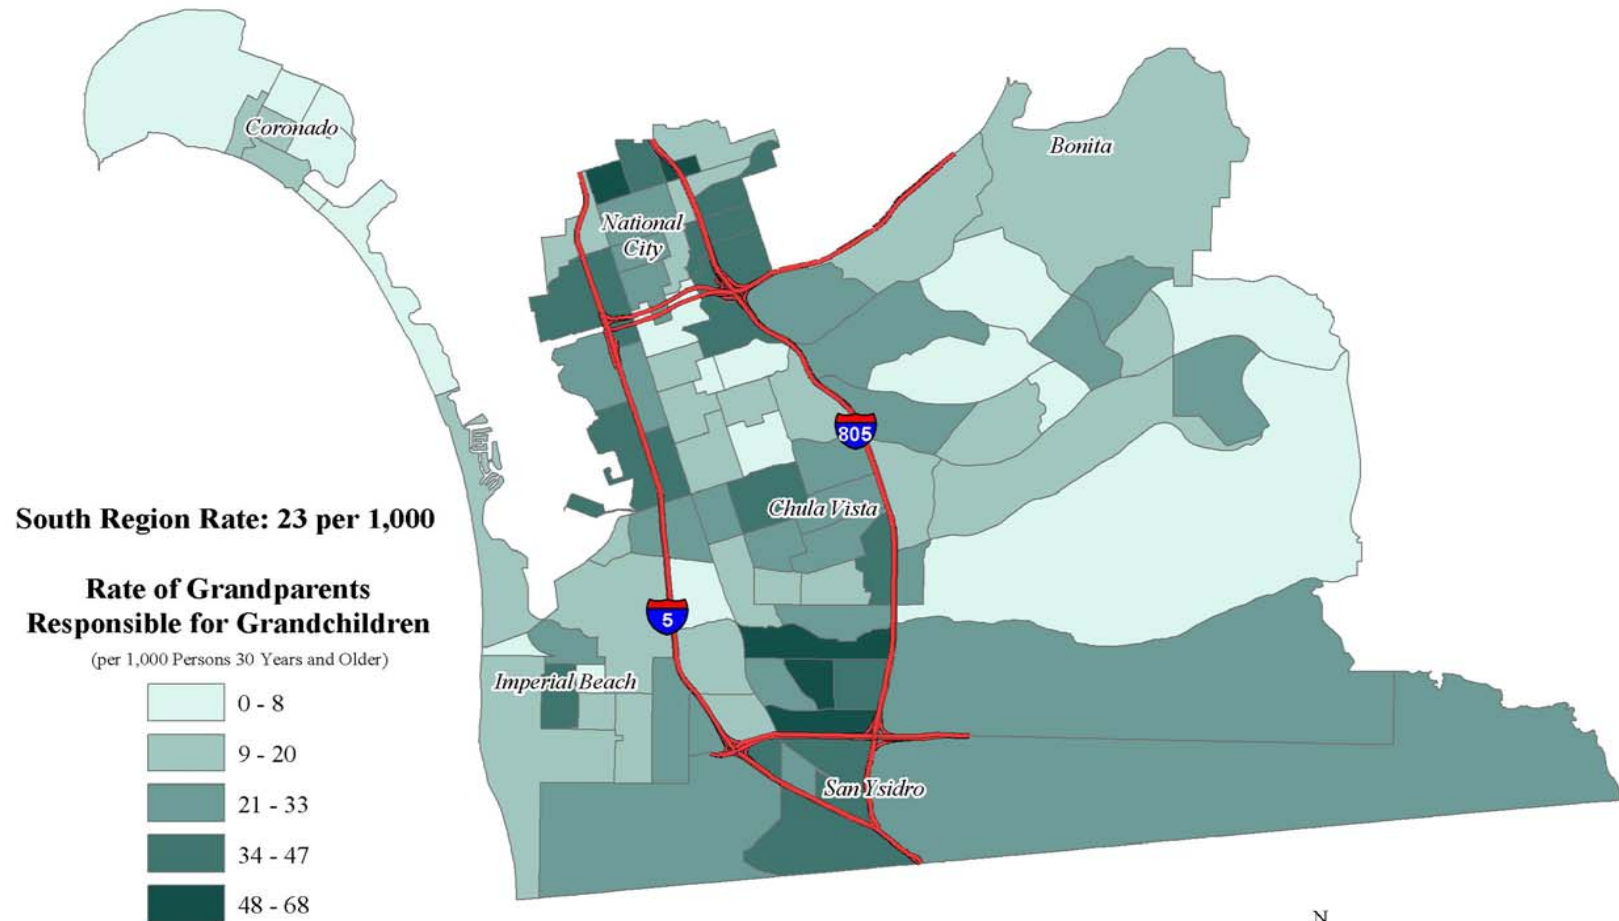 Coronado
Bonita
National
City
805
South Region Rate: 23 per 1,000
Chula Vista
Rate of Grandparents
Responsible for Grandchildren
(per 1,000 Persons 30 Years and Older)
5
Imperial Beach
0 - 8
9 - 20
21 - 33
San Ysidro
34 - 47
48 - 68
N